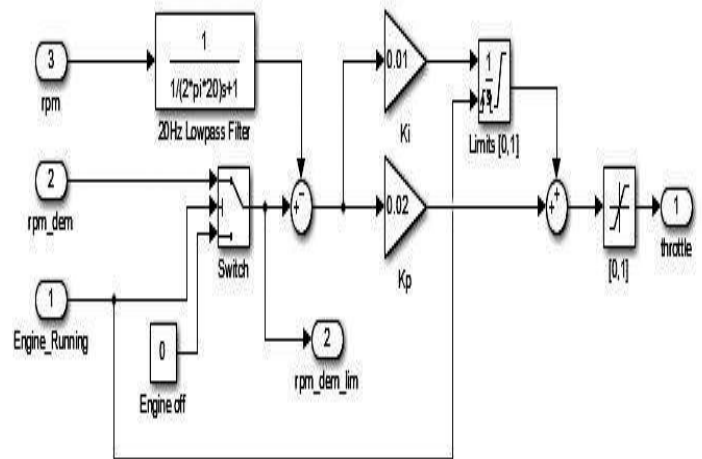 3
rpm
1
1/(2*pi*20)s+1
20Hz Lowpass Filter
2
rpm_dem
Switch
1
Engine_Running
0
Engine off
2
rpm_dem_lim
0.01
Ki
0.02
Kp
1
Limits [0,1]
[0,1]
1
throttle